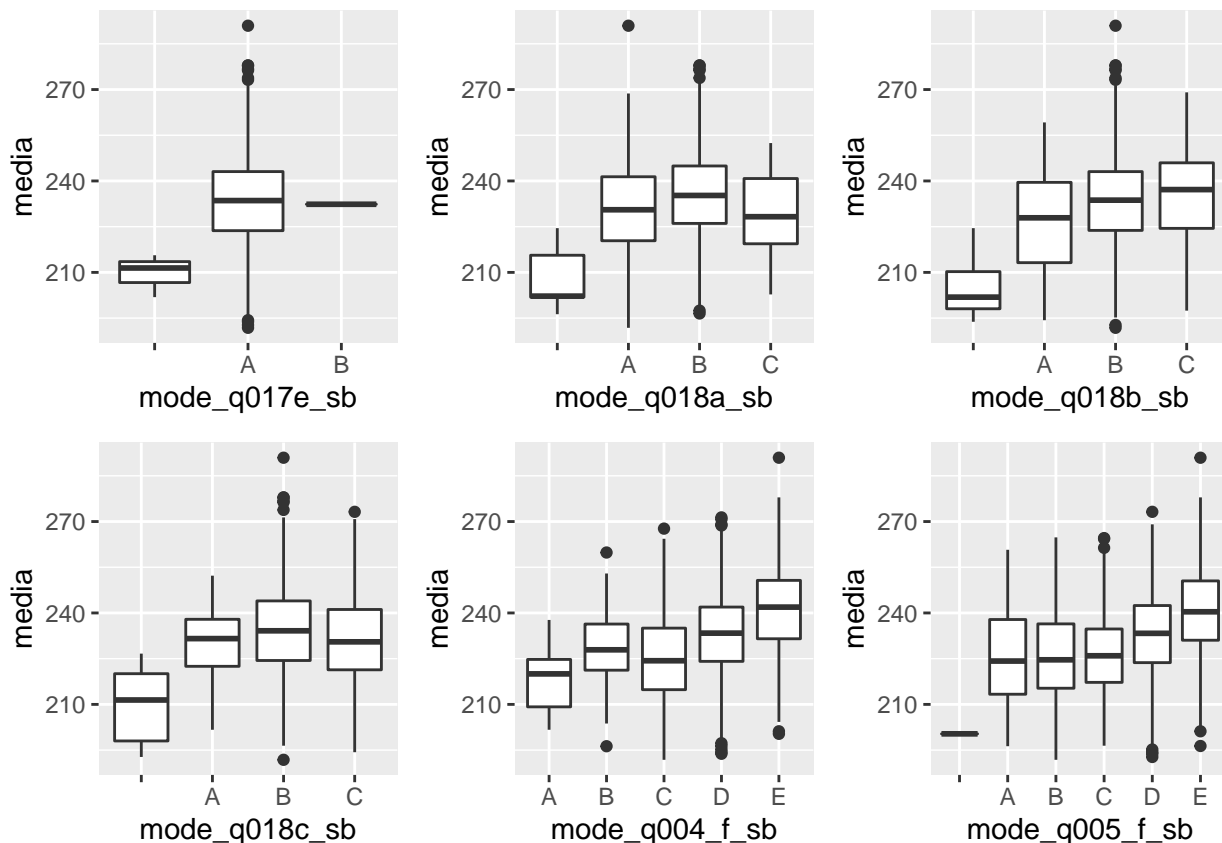 270
240
210
media
A B
mode_q017e_sb
270
240
210
media
A B C
mode_q018a_sb
270
240
210
media
A B C
mode_q018b_sb
270
240
210
media
A B C
mode_q018c_sb
270
240
210
media
A B C D E
mode_q004_f_sb
270
240
210
media
A B C D E
mode_q005_f_sb